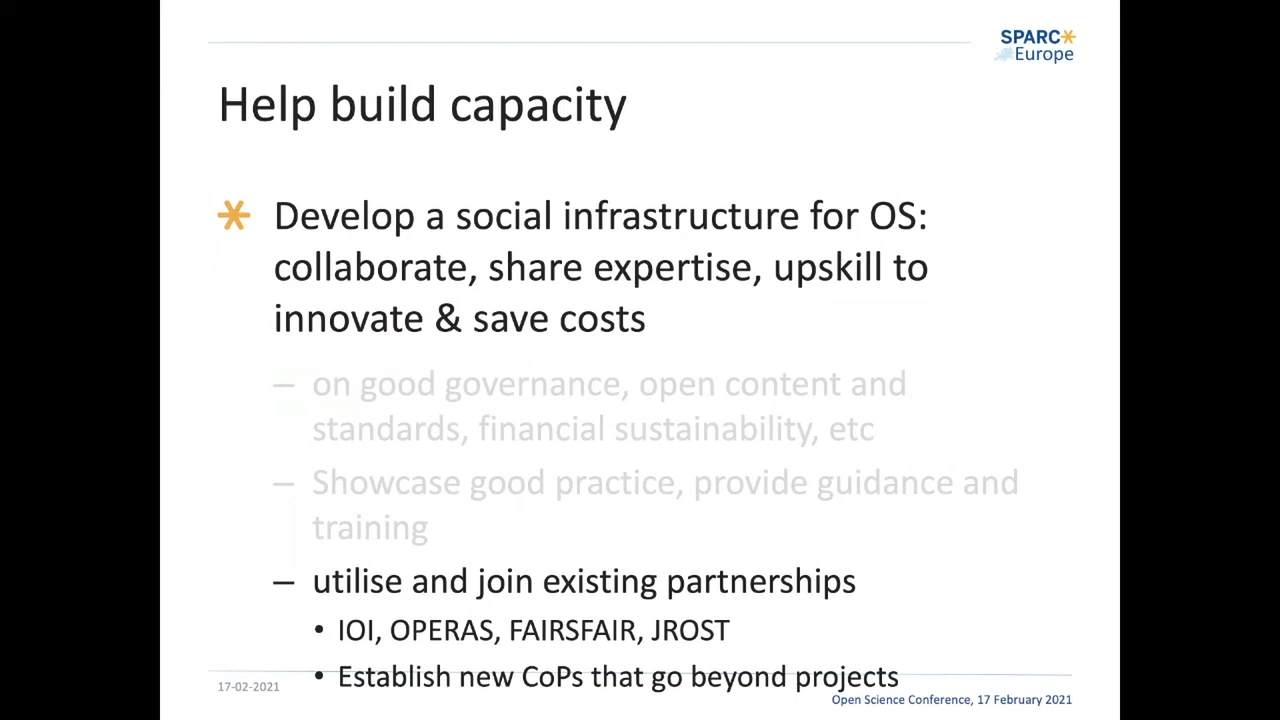 SPARC
Europe
Help build capacity
Develop a social infrastructure for OS:
collaborate, share expertise, upskill to
innovate & save costs
– on good governance, open content and
standards, financial sustainability, etc
– Showcase good practice, provide guidance and
training
– utilise and join existing partnerships
• IOI, OPERAS, FAIRSFAIR, JROST
• Establish new CoPs that go beyond projects
17-02-2021
Open Science Conference, 17 February 2021